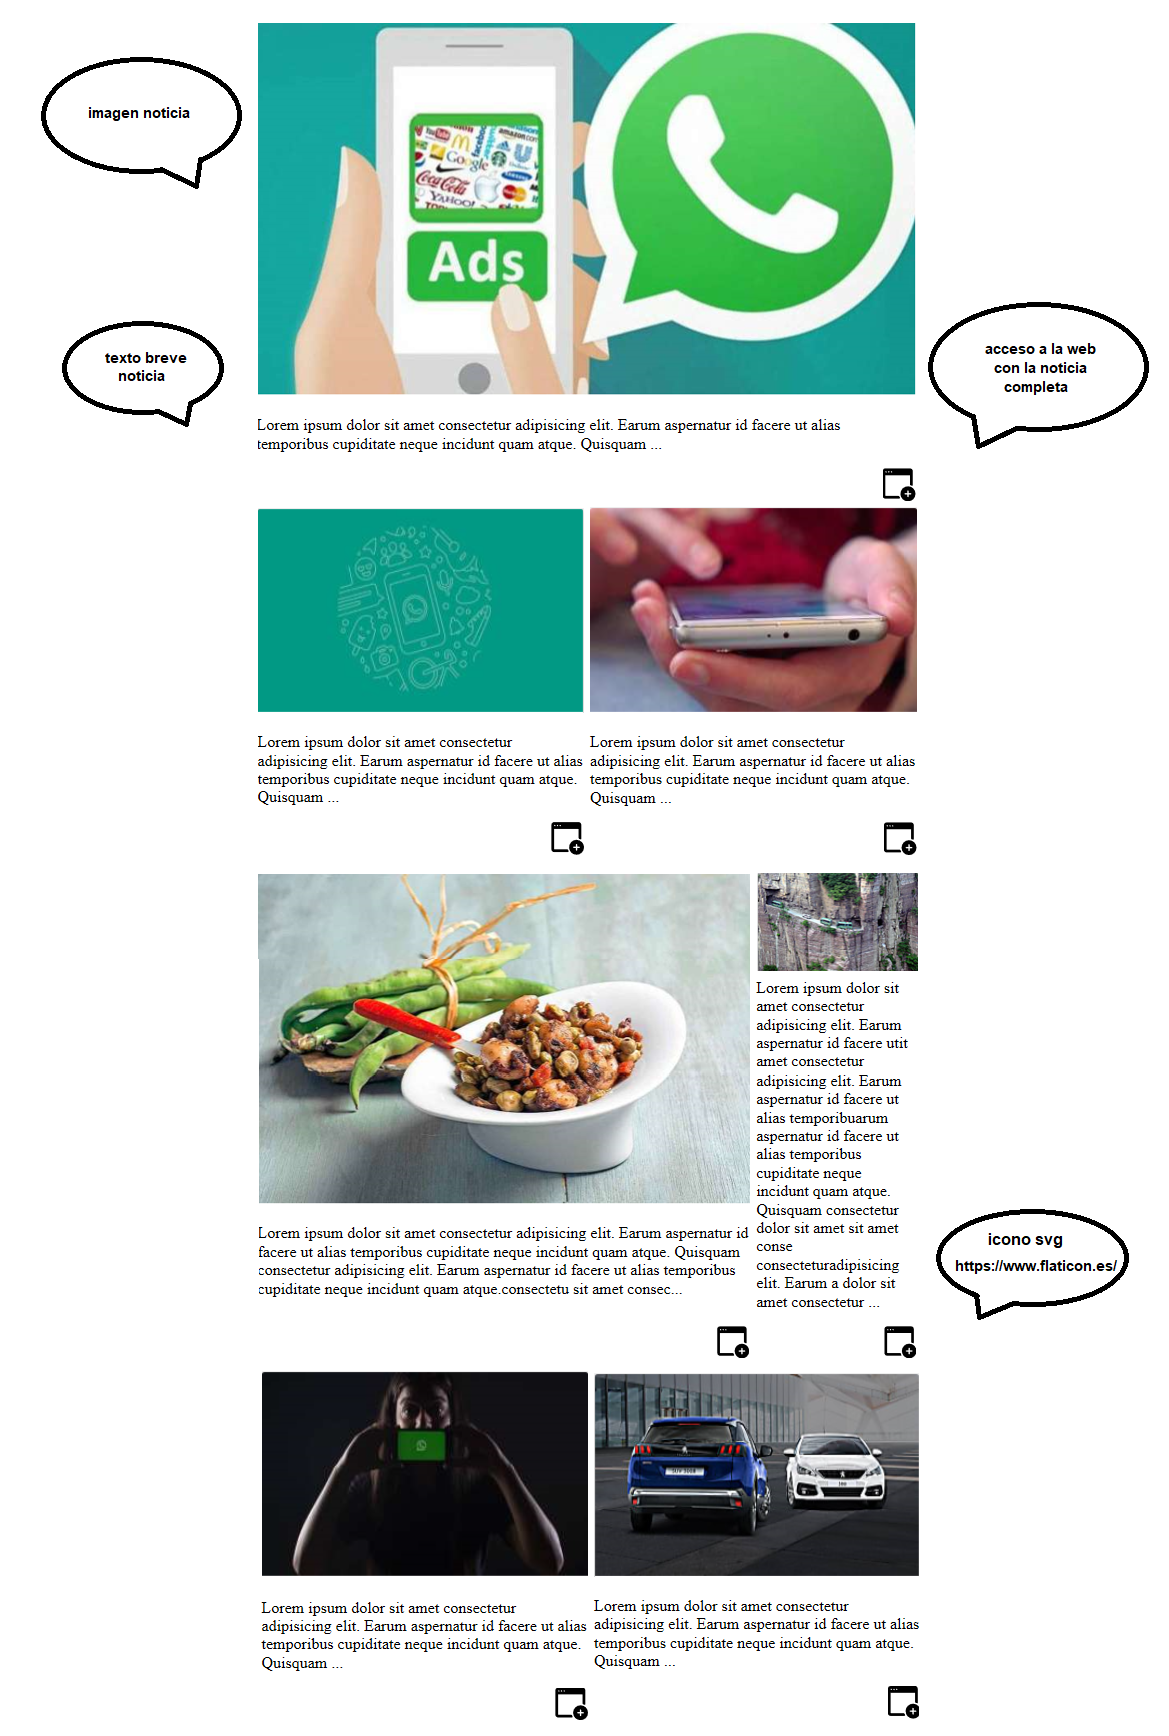 imagen noticia
YouTube
amazon.com
facebook
Google
Coca-Cola
SAMSUNG
YAHOO!
MasterCard
Ads
texto breve
noticia
acceso a la web
con la noticia
completa
Lorem ipsum dolor sit amet consectetur adipisicing elit. Earum aspernatur id facere ut alias
temporibus cupiditate neque incidunt quam atque. Quisquam ...
Lorem ipsum dolor sit amet consectetur
adipisicing elit. Earum aspernatur id facere ut alias
temporibus cupiditate neque incidunt quam atque.
Quisquam ...
Lorem ipsum dolor sit amet consectetur
adipisicing elit. Earum aspernatur id facere ut alias
temporibus cupiditate neque incidunt quam atque.
Quisquam ...
Lorem ipsum dolor sit amet consectetur adipisicing elit. Earum aspernatur id
facere ut alias temporibus cupiditate neque incidunt quam atque. Quisquam
consectetur adipisicing elit. Earum aspernatur id facere ut alias temporibus
cupiditate neque incidunt quam atque.consectetu sit amet consec...
Lorem ipsum dolor sit
amet consectetur
adipisicing elit. Earum
aspernatur id facere utit
amet consectetur
adipisicing elit. Earum
aspernatur id facere ut
alias temporibuarum
aspernatur id facere ut
alias temporibus
cupiditate neque
incidunt quam atque.
Quisquam consectetur
dolor sit amet sit amet
conse
consecteturadipisicing
elit. Earum a dolor sit
amet consectetur ...
icono svg
https://www.flaticon.es/
Lorem ipsum dolor sit amet consectetur
adipisicing elit. Earum aspernatur id facere ut alias
temporibus cupiditate neque incidunt quam atque.
Quisquam ...
Lorem ipsum dolor sit amet consectetur
adipisicing elit. Earum aspernatur id facere ut alias
temporibus cupiditate neque incidunt quam atque.
Quisquam ...